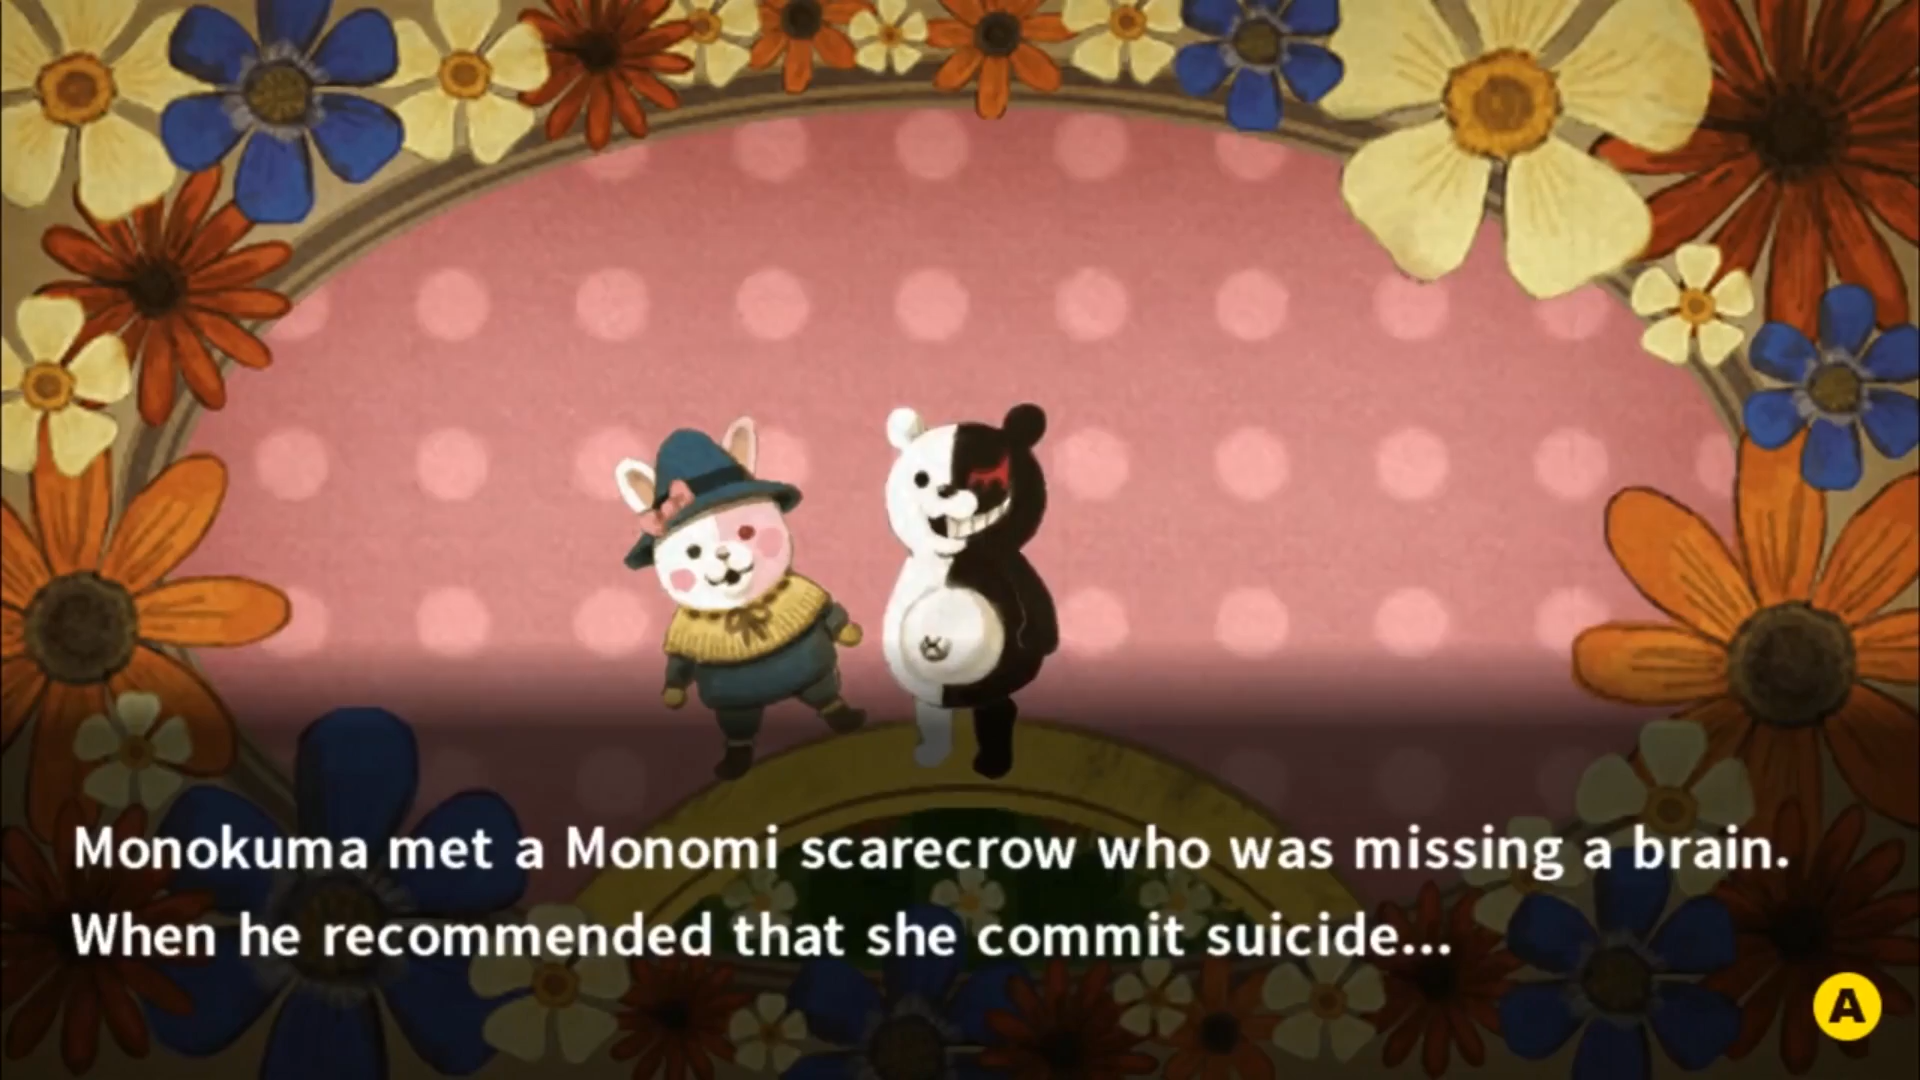 Monokuma met a Monomi scarecrow who was missing a brain.
When he recommended that she commit suicide...
A